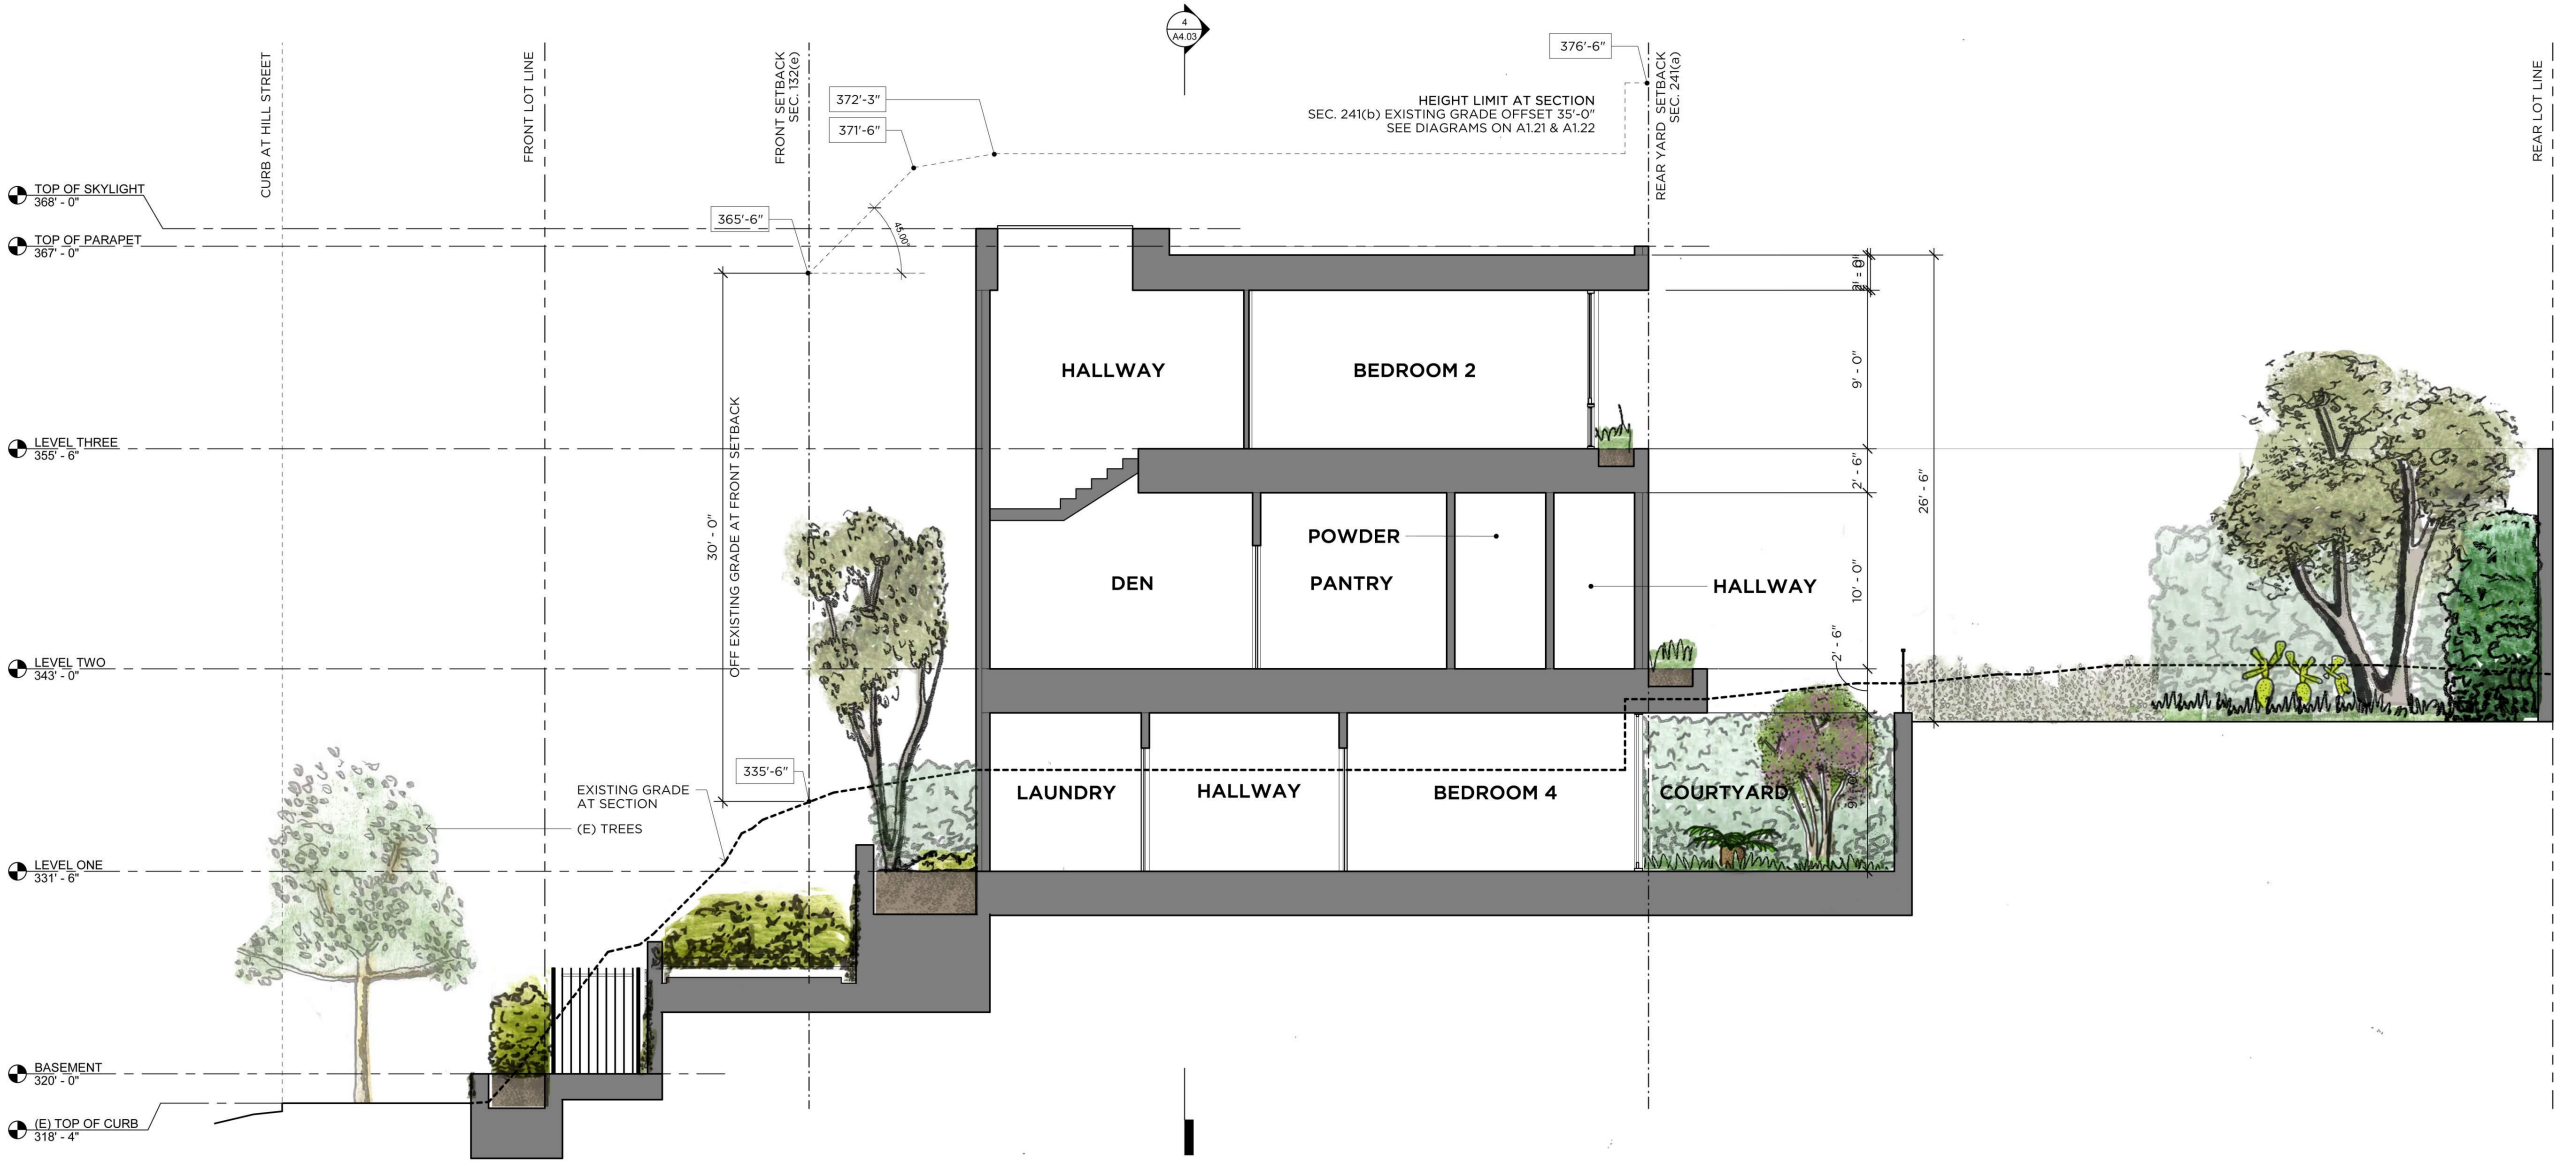 4
A4.03
376'-6"
CURB AT HILL STREET
FRONT LOT LINE
FRONT SETBACK
SEC. 132(e)
REAR YARD SETBACK
SEC. 241(a)
REAR LOT LINE
372'-3"
371'-6"
HEIGHT LIMIT AT SECTION
SEC. 241(b) EXISTING GRADE OFFSET 35'-0"
SEE DIAGRAMS ON A1.21 & A1.22
TOP OF SKYLIGHT
368' - 0"
365'-6"
45.00°
TOP OF PARAPET
367' - 0"
2' - 0"
HALLWAY
BEDROOM 2
9' - 0"
LEVEL THREE
355' - 6"
2' - 6"
26' - 6"
30' - 0"
OFF EXISTING GRADE AT FRONT SETBACK
POWDER
DEN
PANTRY
HALLWAY
10' - 0"
LEVEL TWO
343' - 0"
2' - 6"
335'-6"
EXISTING GRADE
AT SECTION
(E) TREES
LAUNDRY
HALLWAY
BEDROOM 4
COURTYARD
9' - 0"
LEVEL ONE
331' - 6"
BASEMENT
320' - 0"
(E) TOP OF CURB
318' - 4"